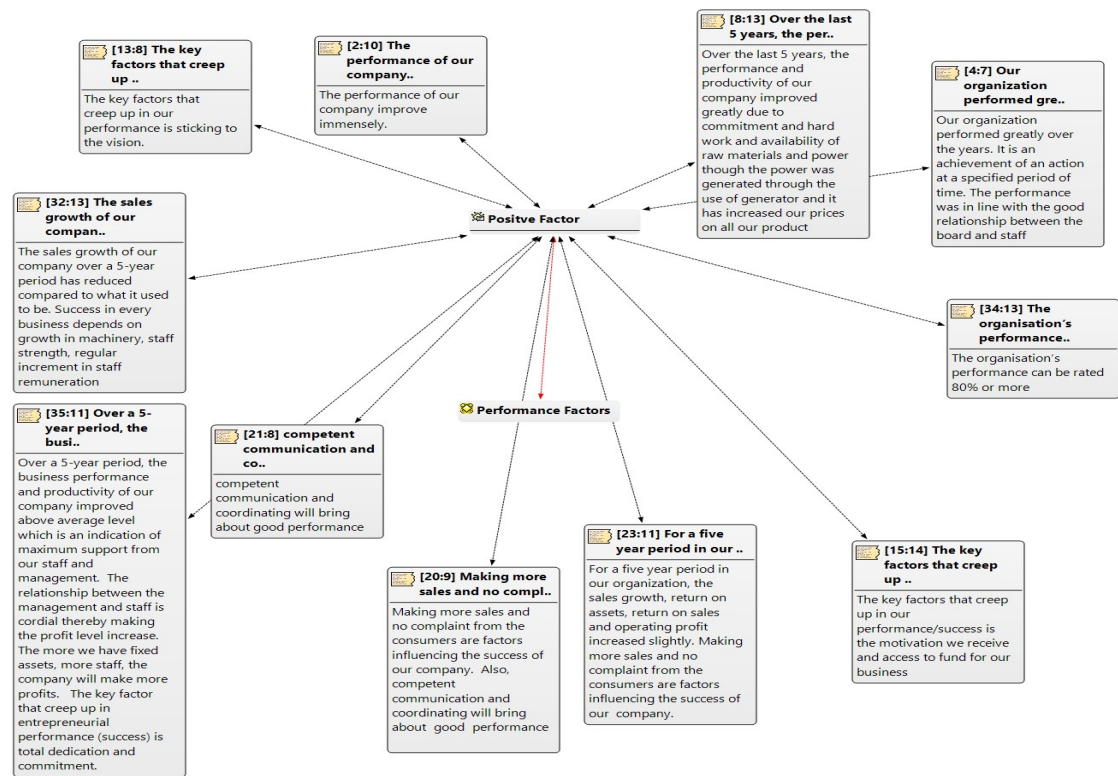 [13:8] The key
factors that creep
up ..
The key factors that
creep up in our
performance is sticking to
the vision.
[2:10] The
performance of our
company..
The performance of our
company improve
immensely.
[8:13] Over the last
5 years, the per..
Over the last 5 years, the
performance and
productivity of our
company improved
greatly due to
commitment and hard
work and availability of
raw materials and power
though the power was
generated through the
use of generator and it
has increased our prices
on all our product
[4:7] Our
organization
performed gre..
Our organization
performed greatly over
the years. It is an
achievement of an action
at a specified period of
time. The performance
was in line with the good
relationship between the
board and staff
[32:13] The sales
growth of our
compan..
The sales growth of our
company over a 5-year
period has reduced
compared to what it used
to be. Success in every
business depends on
growth in machinery, staff
strength, regular
increment in staff
remuneration
Positve Factor
[34:13] The
organisation's
performance..
The organisation's
performance can be rated
80% or more
Performance Factors
[35:11] Over a 5-
year period, the
busi..
Over a 5-year period, the
business performance
and productivity of our
company improved
above average level
which is an indication of
maximum support from
our staff and
management. The
relationship between the
management and staff is
cordial thereby making
the profit level increase.
The more we have fixed
assets, more staff, the
company will make more
profits. The key factor
that creep up in
entrepreneurial
performance (success) is
total dedication and
commitment.
[21:8] competent
communication and
co..
competent
communication and
coordinating will bring
about good performance
[20:9] Making more
sales and no compl..
Making more sales and
no complaint from the
consumers are factors
influencing the success of
our company. Also,
competent
communication and
coordinating will bring
about good performance
[23:11] For a five
year period in our ..
For a five year period in
our organization, the
sales growth, return on
assets, return on sales
and operating profit
increased slightly. Making
more sales and no
complaint from the
consumers are factors
influencing the success
of our company.
[15:14] The key
factors that creep
up ..
The key factors that creep
up in our
performance/success is
the motivation we receive
and access to fund for our
business